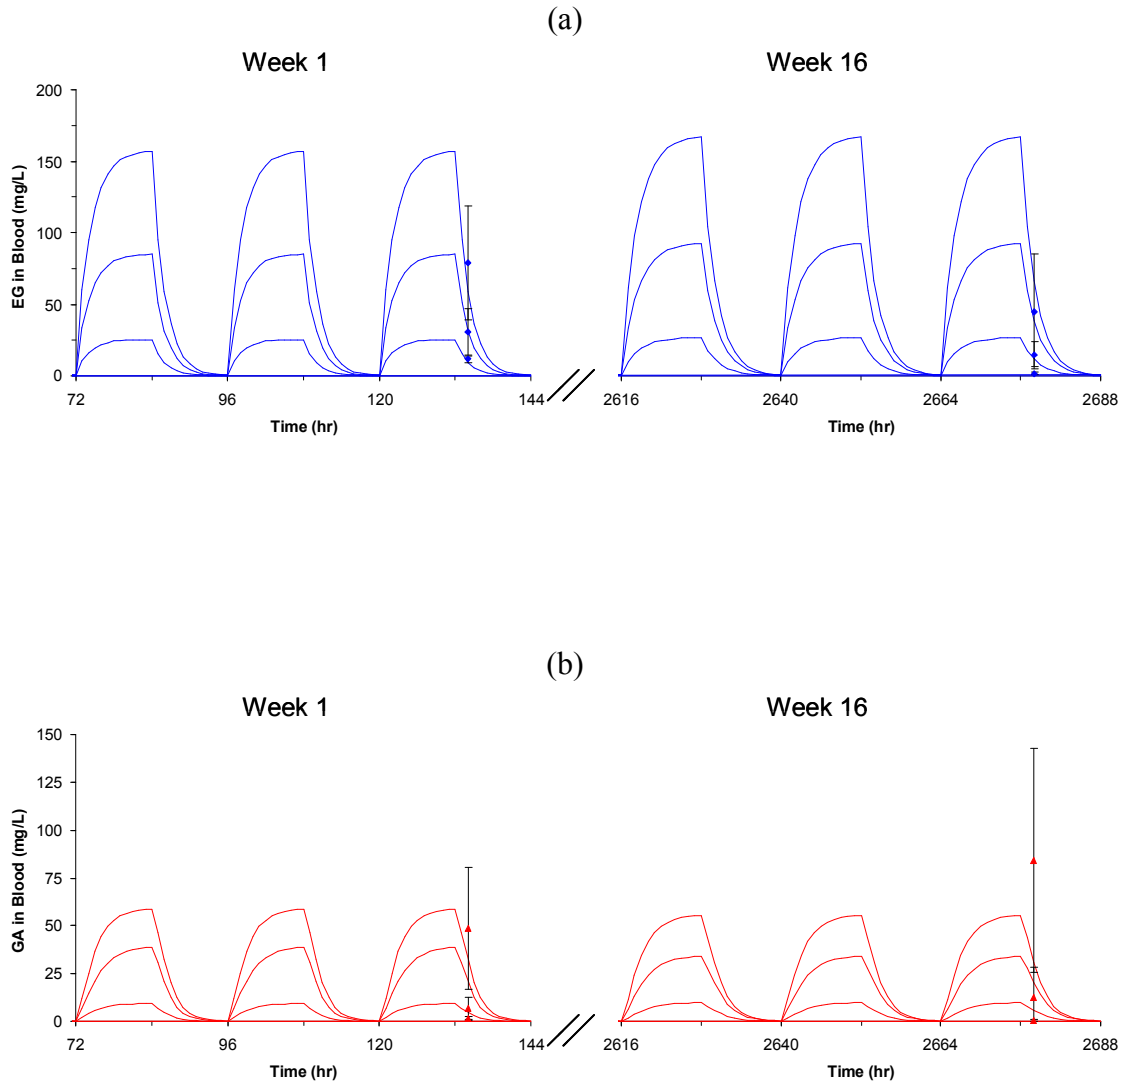 (a)
Week 1 Week 16
EG in Blood (mg/L)
200
150
100
50
0
72 96 120 144 2616 2640 2664 2688
Time (hr) Time (hr)
(b)
Week 1 Week 16
GA in Blood (mg/L)
150
125
100
75
50
25
0
72 96 120 144 2616 2640 2664 2688
Time (hr) Time (hr)